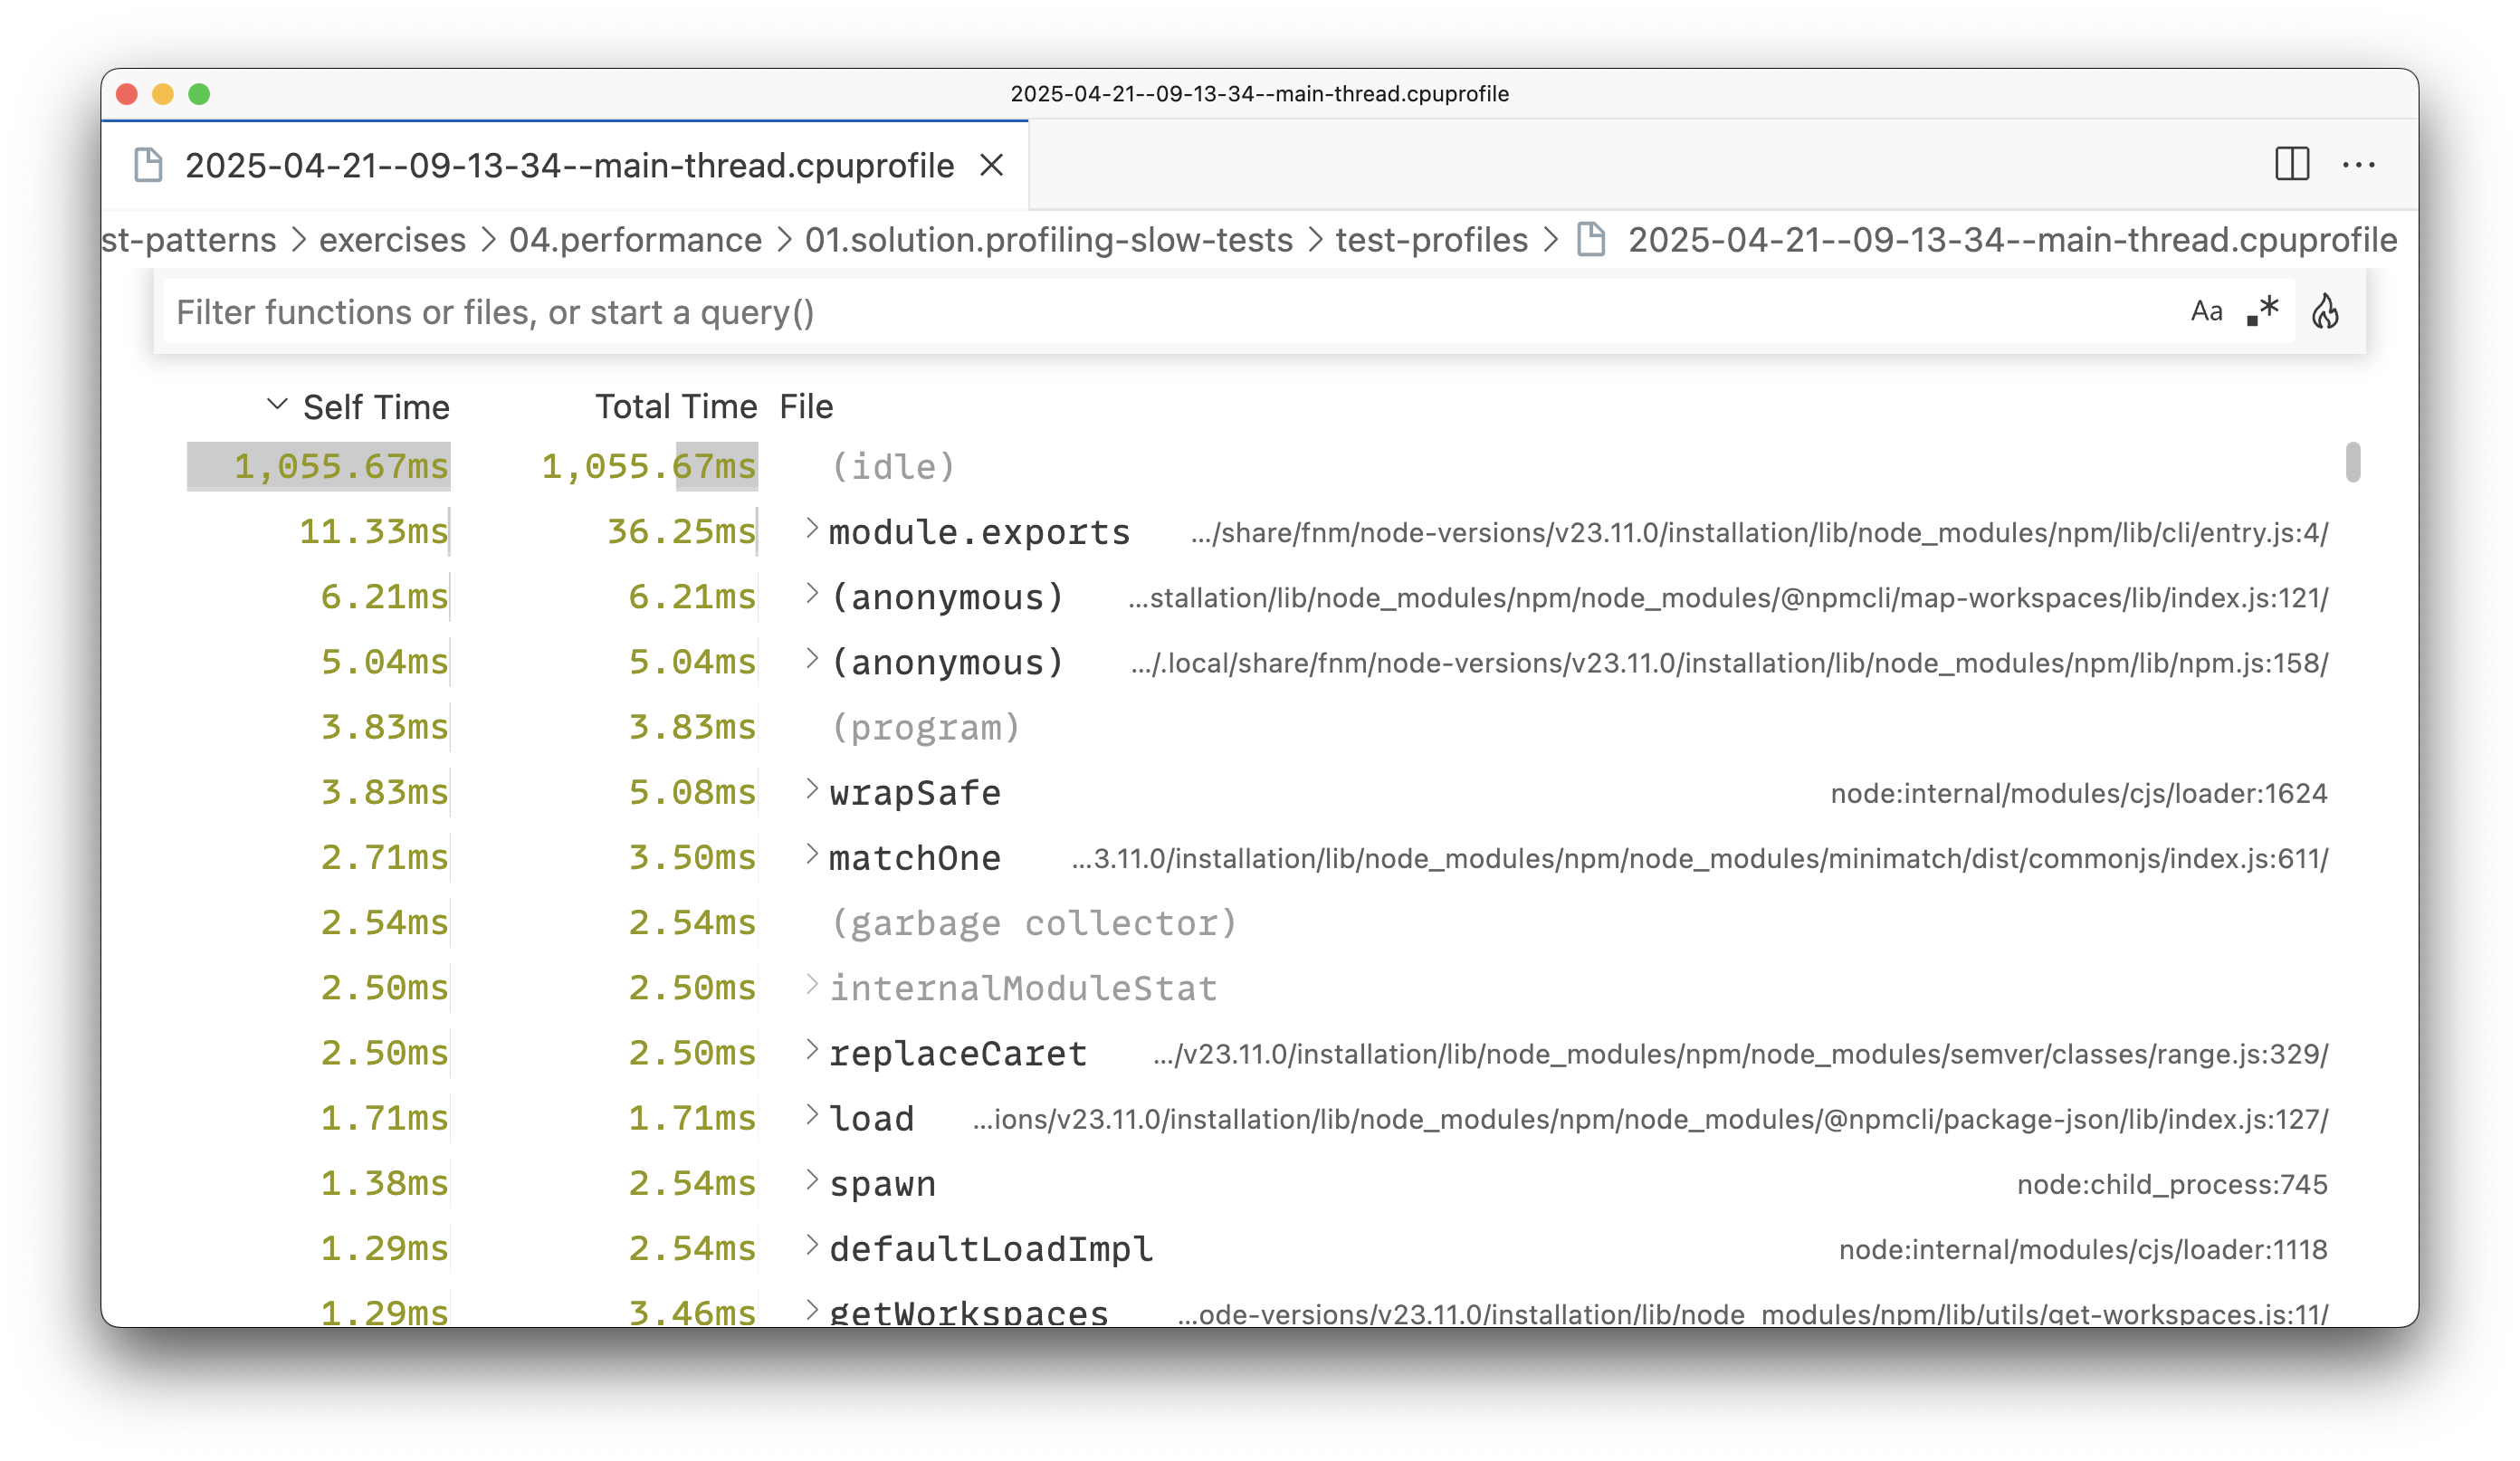 2025-04-21--09-13-34--main-thread.cpuprofile
2025-04-21--09-13-34--main-thread.cpuprofile
st-patterns > exercises > 04.performance > 01.solution.profiling-slow-tests > test-profiles > 2025-04-21--09-13-34--main-thread.cpuprofile
Filter functions or files, or start a query() Aa .*
Self Time Total Time File
1,055.67ms 1,055.67ms (idle)
11.33ms 36.25ms module.exports .../share/fnm/node-versions/v23.11.0/installation/lib/node_modules/npm/lib/cli/entry.js:4/
6.21ms 6.21ms (anonymous) ...stallation/lib/node_modules/npm/node_modules/@npmcli/map-workspaces/lib/index.js:121/
5.04ms 5.04ms (anonymous) .../.local/share/fnm/node-versions/v23.11.0/installation/lib/node_modules/npm/lib/npm.js:158/
3.83ms 3.83ms (program)
3.83ms 5.08ms wrapSafe node:internal/modules/cjs/loader:1624
2.71ms 3.50ms matchOne ...3.11.0/installation/lib/node_modules/npm/node_modules/minimatch/dist/commonjs/index.js:611/
2.54ms 2.54ms (garbage collector)
2.50ms 2.50ms internalModuleStat
2.50ms 2.50ms replaceCaret .../v23.11.0/installation/lib/node_modules/npm/node_modules/semver/classes/range.js:329/
1.71ms 1.71ms load ...ions/v23.11.0/installation/lib/node_modules/npm/node_modules/@npmcli/package-json/lib/index.js:127/
1.38ms 2.54ms spawn node:child_process:745
1.29ms 2.54ms defaultLoadImpl node:internal/modules/cjs/loader:1118
1.29ms 3.46ms getWorkspaces ...ode-versions/v23.11.0/installation/lib/node_modules/npm/lib/utils/get-workspaces.js:11/